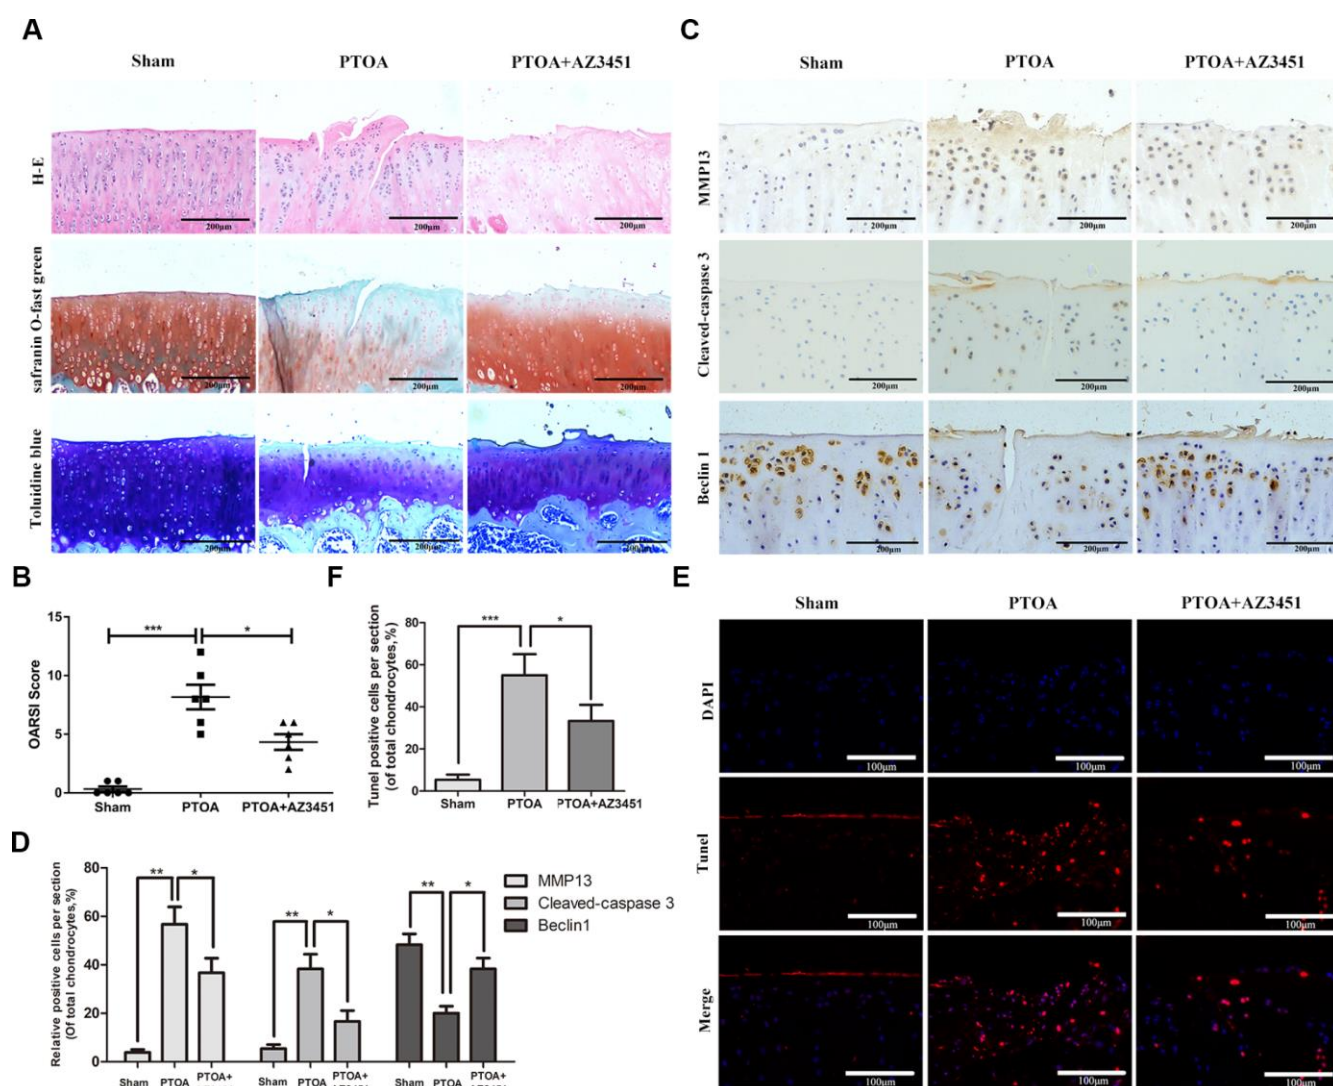 A
Sham
PTOA
PTOA+AZ3451
H-E
200μm
200μm
200μm
safranin O-fast green
200μm
200μm
200μm
Toluidine blue
200μm
200μm
200μm
C
Sham
PTOA
PTOA+AZ3451
MMP13
200μm
200μm
200μm
Cleaved-caspase 3
200μm
200μm
200μm
Beclin 1
200μm
200μm
200μm
B
OARSI Score
15
10
5
0
***
*
Sham
PTOA
PTOA+AZ3451
F
Tunel positive cells per section
(of total chondrocytes,%)
80
60
40
20
0
***
*
Sham
PTOA
PTOA+AZ3451
D
Relative positive cells per section
(Of total chondrocytes,%)
80
60
40
20
0
**
*
**
*
**
*
MMP13
Cleaved-caspase 3
Beclin1
Sham
PTOA
PTOA+
Sham
PTOA
PTOA+
AZ3451
Sham
PTOA
PTOA+
E
Sham
PTOA
PTOA+AZ3451
DAPI
100μm
100μm
100μm
Tunel
100μm
100μm
100μm
Merge
100μm
100μm
100μm